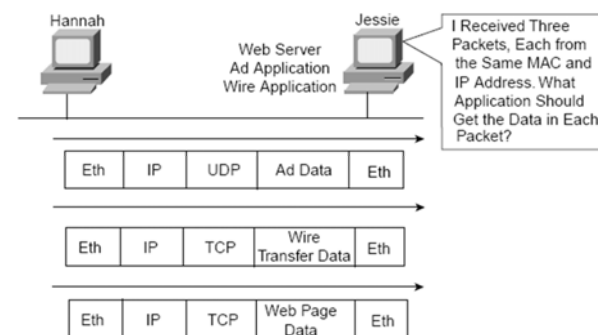 Hannah
Jessie
Web Server
Ad Application
Wire Application
I Received Three
Packets, Each from
the Same MAC and
IP Address. What
Application Should
Get the Data in Each
Packet?
Eth IP UDP Ad Data Eth
Eth IP TCP Wire Transfer Data Eth
Eth IP TCP Web Page Data Eth